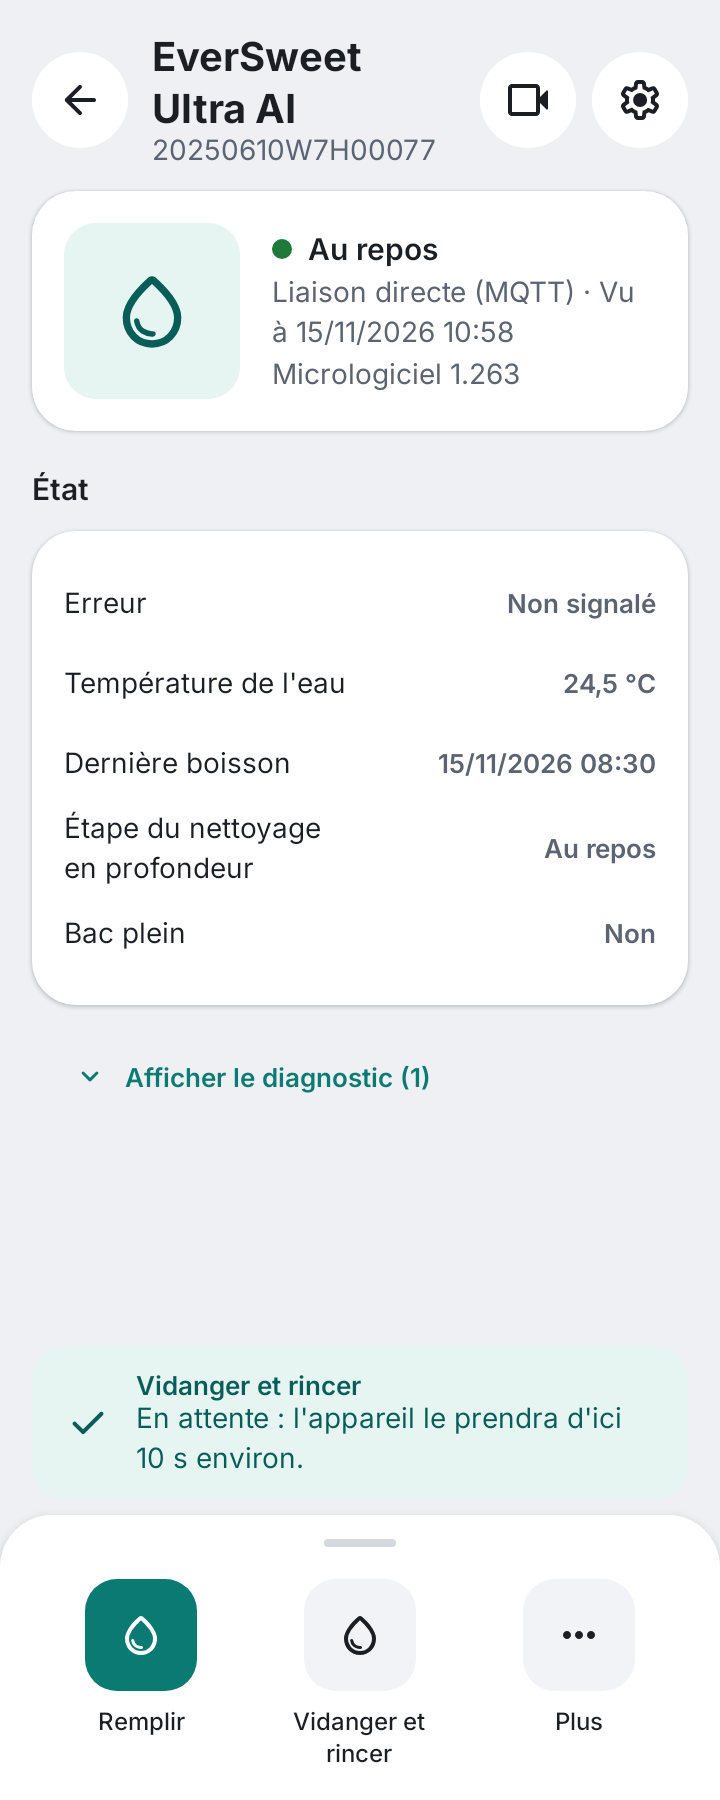 EverSweet
Ultra AI
20250610W7H00077
Au repos
Liaison directe (MQTT) · Vu
à 15/11/2026 10:58
Micrologiciel 1.263
État
Erreur
Non signalé
Température de l'eau
24,5 °C
Dernière boisson
15/11/2026 08:30
Étape du nettoyage
en profondeur
Au repos
Bac plein
Non
Afficher le diagnostic (1)
Vidanger et rincer
En attente : l'appareil le prendra d'ici
10 s environ.
Remplir
Vidanger et
rincer
Plus